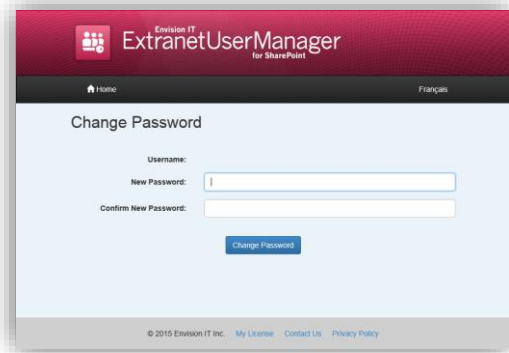 Envision IT
ExtranetUserManager
for SharePoint
Home Français
Change Password
Username:
New Password:
Confirm New Password:
Change Password
© 2015 Envision IT Inc. My License Contact Us Privacy Policy